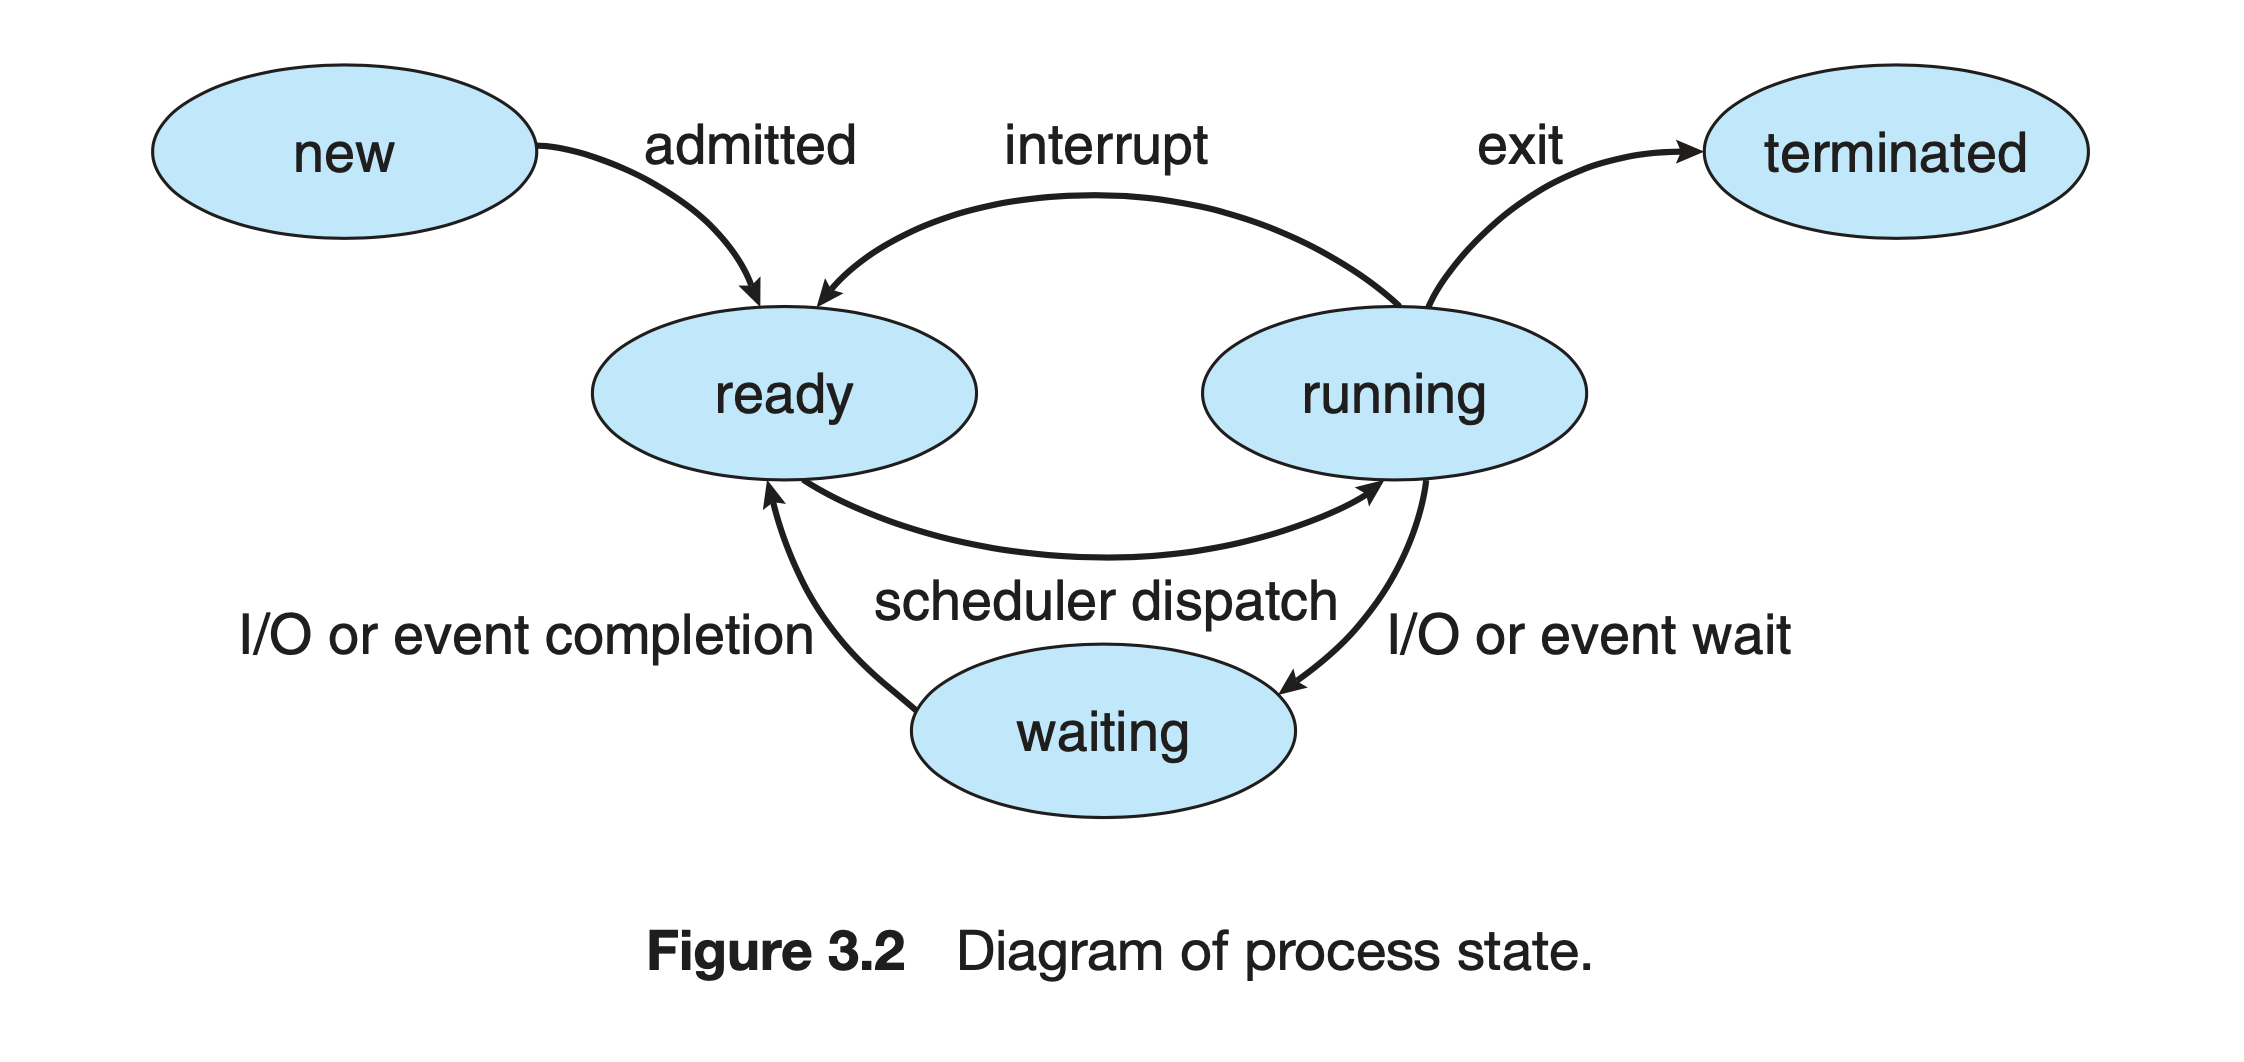 new
admitted
interrupt
exit
terminated
ready
running
scheduler dispatch
I/O or event completion
I/O or event wait
waiting
Figure 3.2 Diagram of process state.